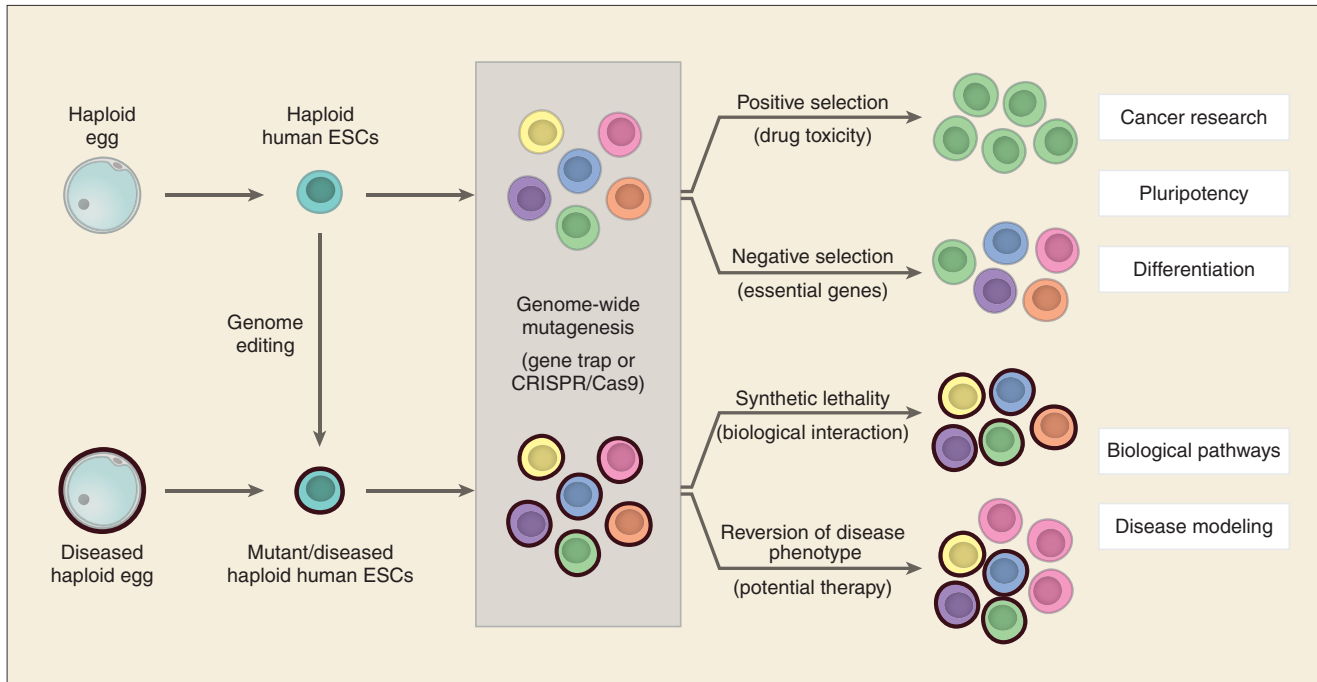 Haploid
egg
Haploid
human ESCs
Genome
editing
Diseased
haploid egg
Mutant/diseased
haploid human ESCs
Genome-wide
mutagenesis
(gene trap or
CRISPR/Cas9)
Positive selection
(drug toxicity)
Negative selection
(essential genes)
Synthetic lethality
(biological interaction)
Reversion of disease
phenotype
(potential therapy)
Cancer research
Pluripotency
Differentiation
Biological pathways
Disease modeling